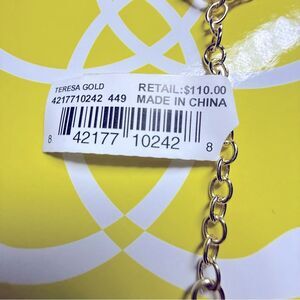 TERESA GOLD RETAIL:$110.00
4217710242 449 MADE IN CHINA
8 42177 10242 8